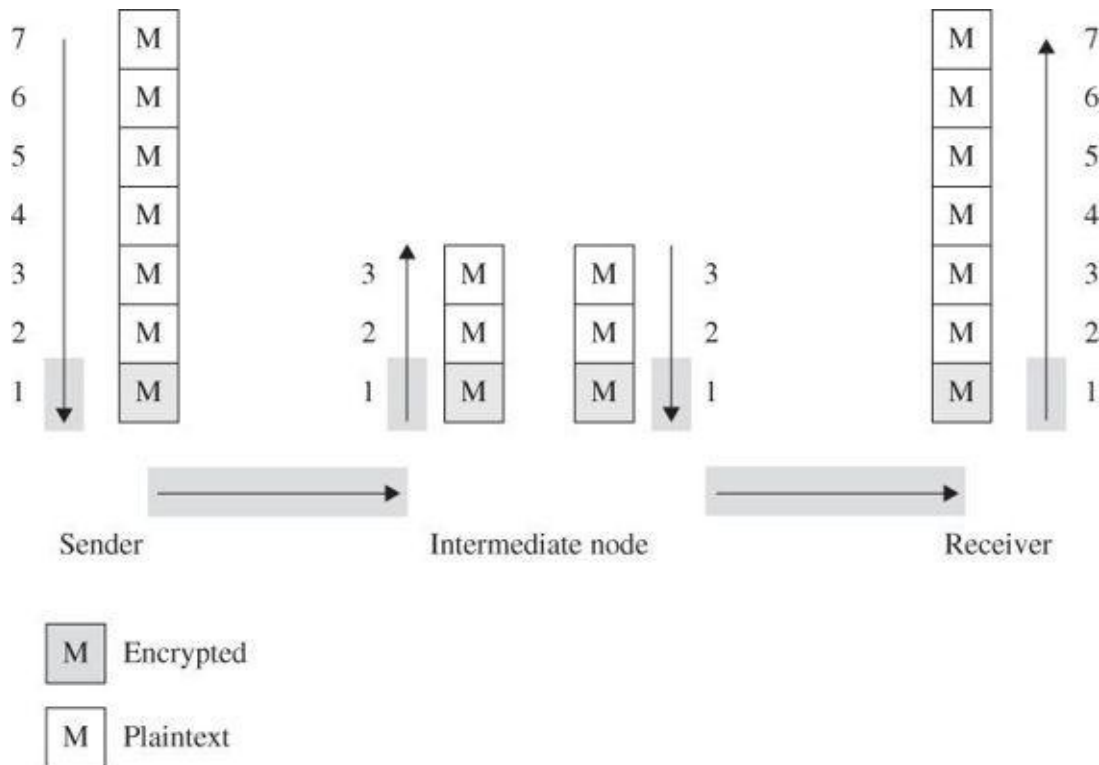 7 M M 7
6 M M 6
5 M M 5
4 M M 4
3 M 3 M M 3 M 3
2 M 2 M M 2 M 2
1 M 1 M M 1 M 1
Sender Intermediate node Receiver
M Encrypted
M Plaintext